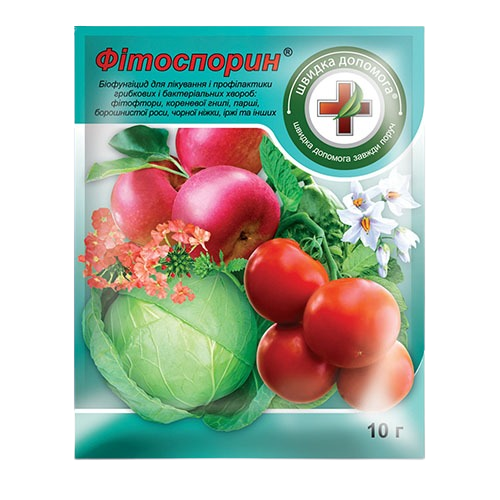 Фітоспорин®
Біофунгіцид для лікування і профілактики
грибкових і бактеріальних хвороб:
фітофтори, кореневої гнилі, парші,
борошнистої роси, чорної ніжки, іржі та інших
ШВИДКА ДОПОМОГА®
швидка допомога завжди поруч
10 г